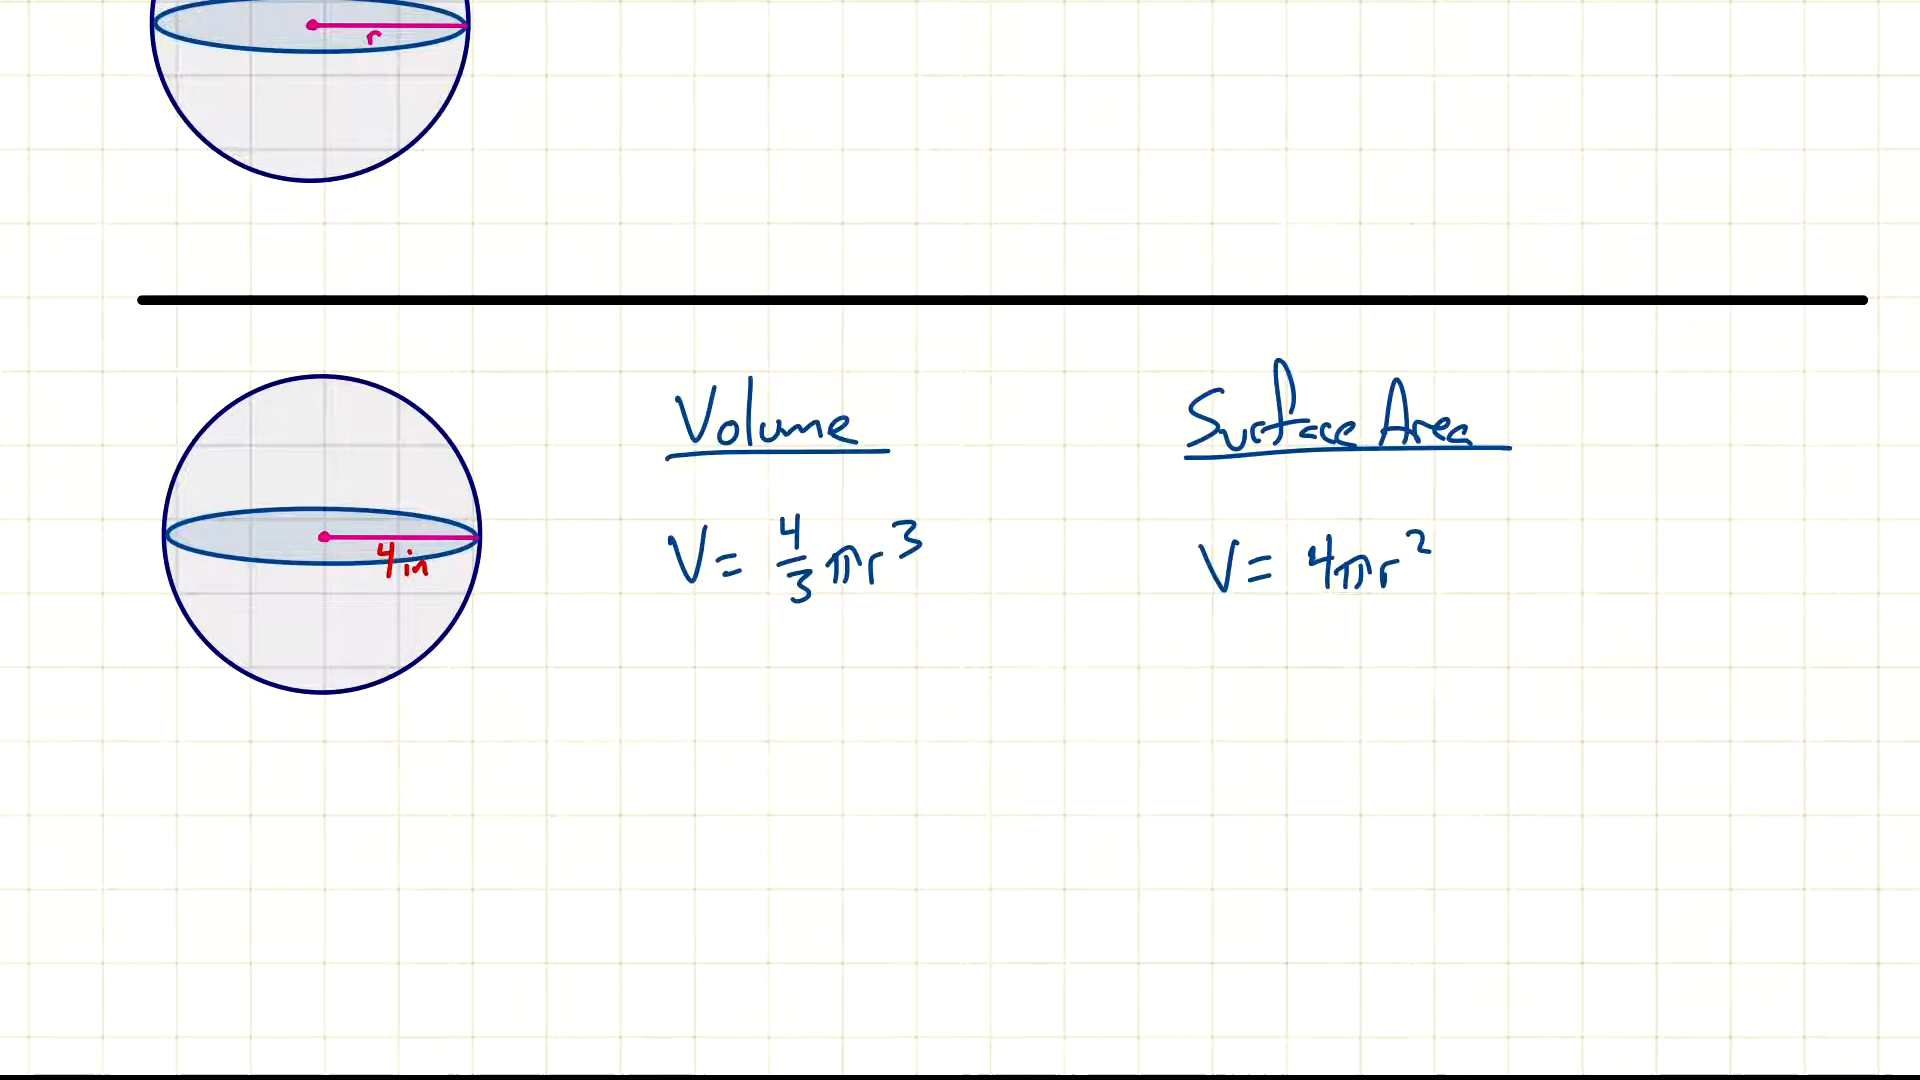 r
Volume
Surface Area
4 in
V = 4/3 πr³
V = 4πr²